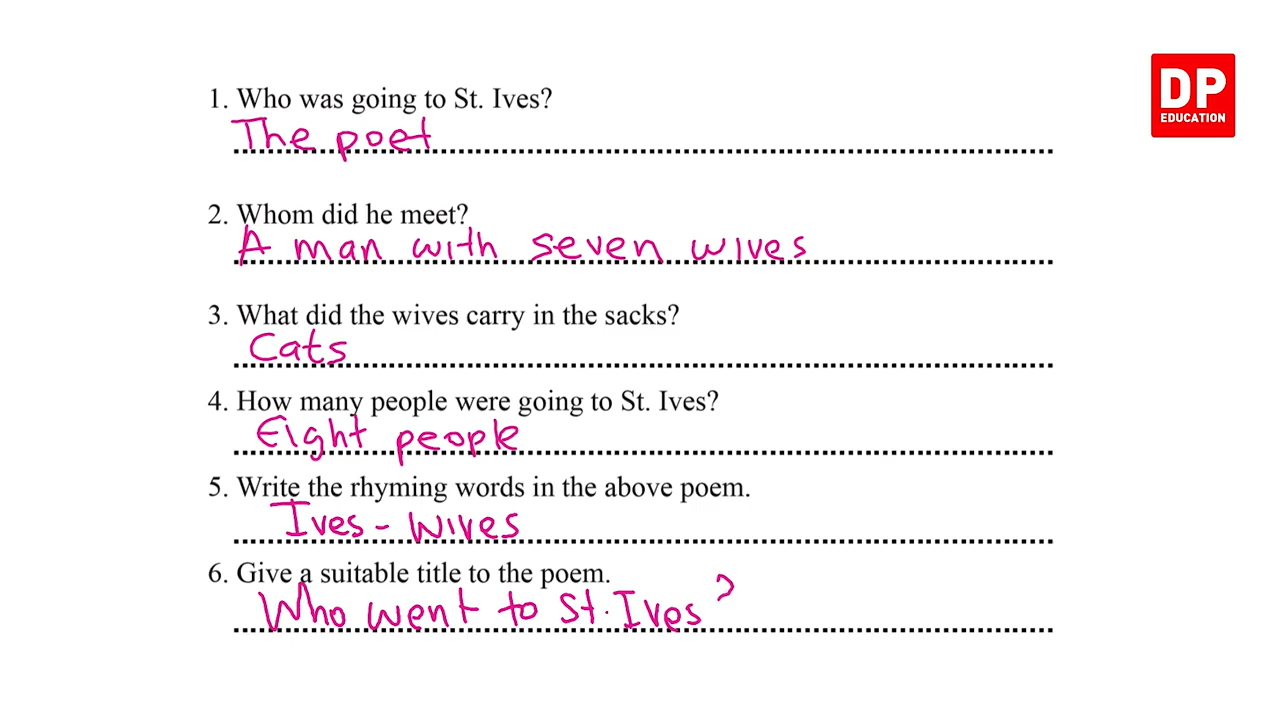 DP
EDUCATION
1. Who was going to St. Ives?
The poet
2. Whom did he meet?
A man with seven wives
3. What did the wives carry in the sacks?
Cats
4. How many people were going to St. Ives?
Eight people
5. Write the rhyming words in the above poem.
Ives - wives
6. Give a suitable title to the poem.
Who went to St. Ives?